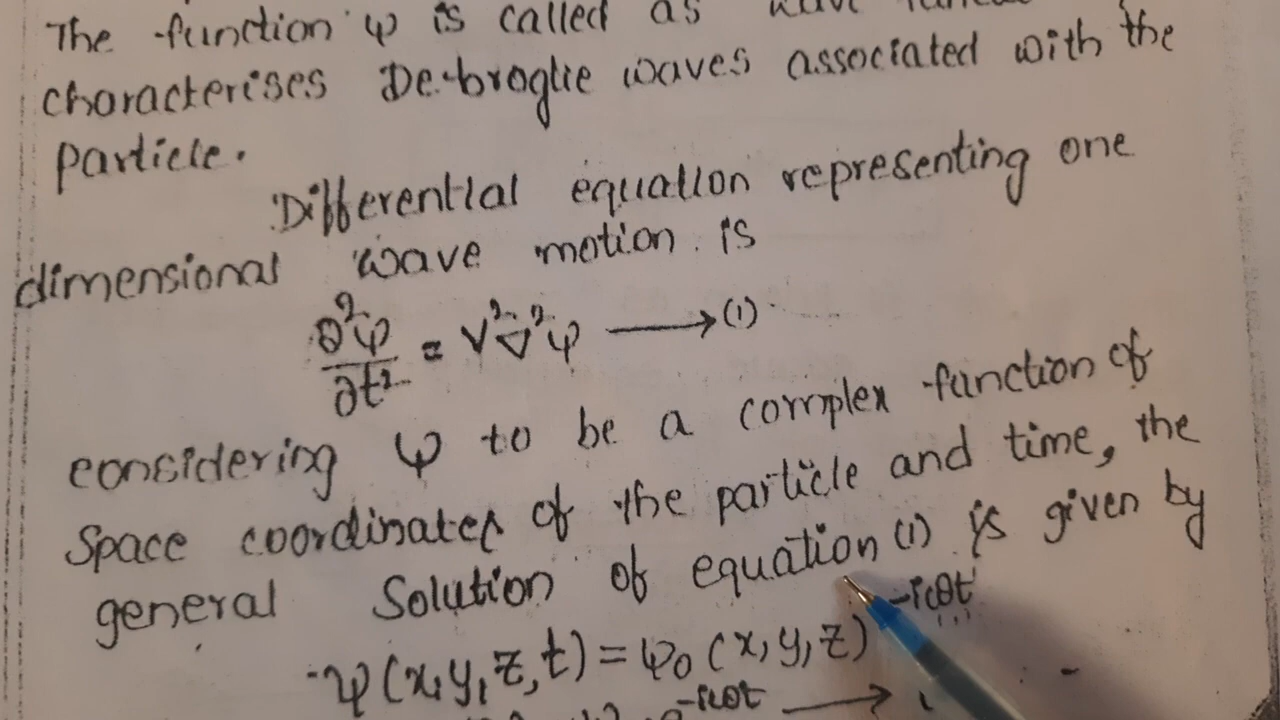 The function ψ is called as wave
characterises De-broglie waves associated with the
particle.
Differential equation representing one
dimensional wave motion is
∂²ψ/∂t² = V²∇²ψ ⟶ (1)
considering ψ to be a complex function of
space coordinates of the particle and time, the
general Solution of equation (1) is given by
ψ(x,y,z,t) = ψ₀(x,y,z) -iωt
-iωt ⟶